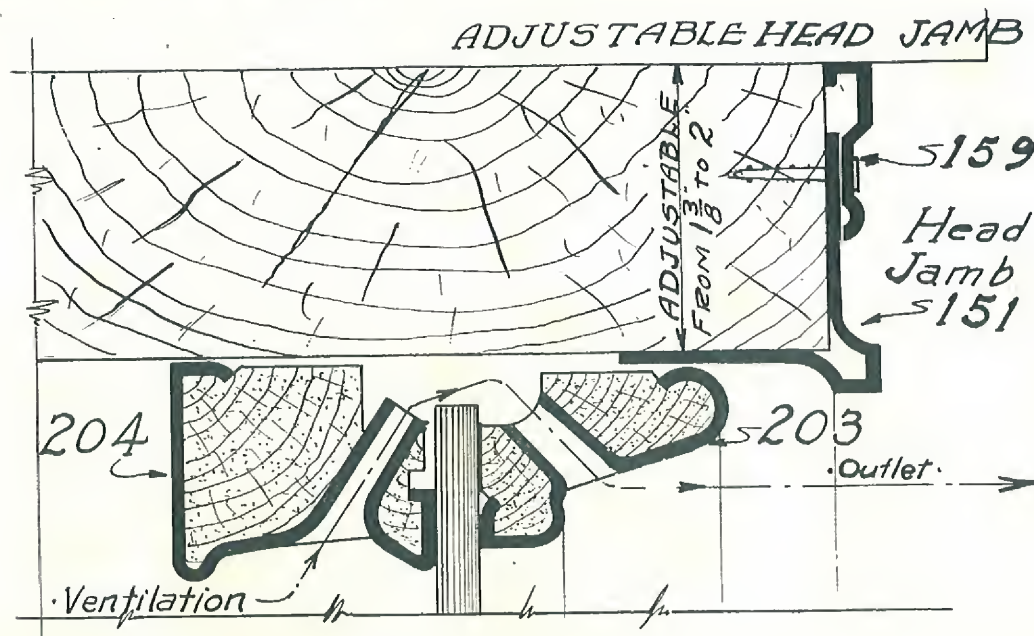 ADJUSTABLE HEAD JAMB
ADJUSTABLE
FROM 1 3/8" to 2"
S159
Head
Jamb
S151
204
S203
·Outlet·
·Ventilation